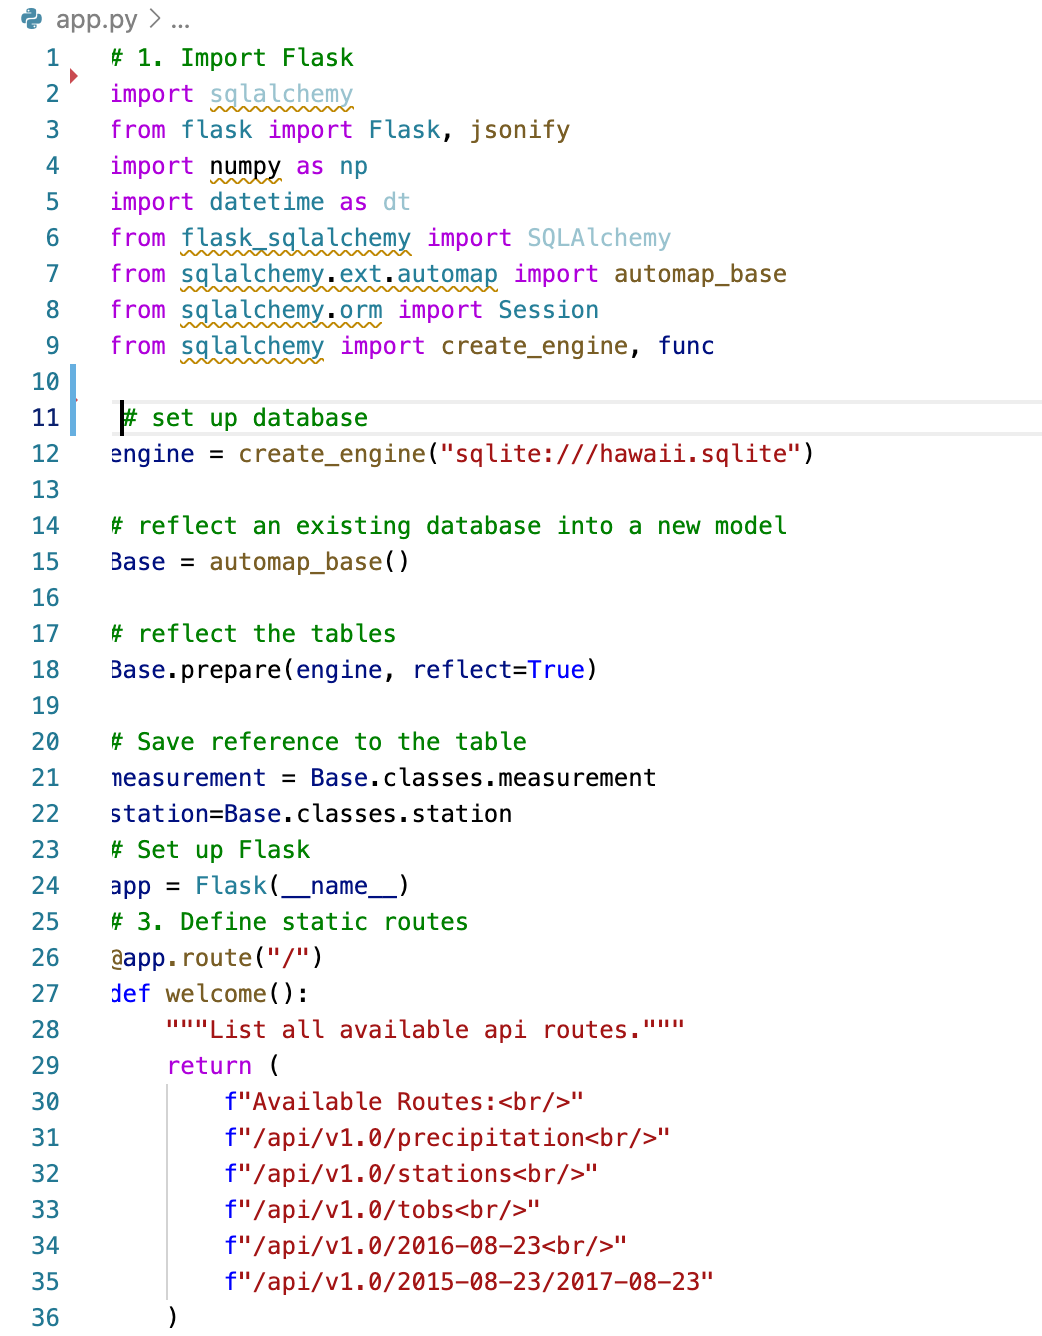 app.py > ...
1 # 1. Import Flask
2 import sqlalchemy
3 from flask import Flask, jsonify
4 import numpy as np
5 import datetime as dt
6 from flask_sqlalchemy import SQLAlchemy
7 from sqlalchemy.ext.automap import automap_base
8 from sqlalchemy.orm import Session
9 from sqlalchemy import create_engine, func
10
11 # set up database
12 engine = create_engine("sqlite:///hawaii.sqlite")
13
14 # reflect an existing database into a new model
15 Base = automap_base()
16
17 # reflect the tables
18 Base.prepare(engine, reflect=True)
19
20 # Save reference to the table
21 measurement = Base.classes.measurement
22 station=Base.classes.station
23 # Set up Flask
24 app = Flask(__name__)
25 # 3. Define static routes
26 @app.route("/")
27 def welcome():
28     """List all available api routes."""
29     return (
30         f"Available Routes:<br/>"
31         f"/api/v1.0/precipitation<br/>"
32         f"/api/v1.0/stations<br/>"
33         f"/api/v1.0/tobs<br/>"
34         f"/api/v1.0/2016-08-23<br/>"
35         f"/api/v1.0/2015-08-23/2017-08-23"
36     )